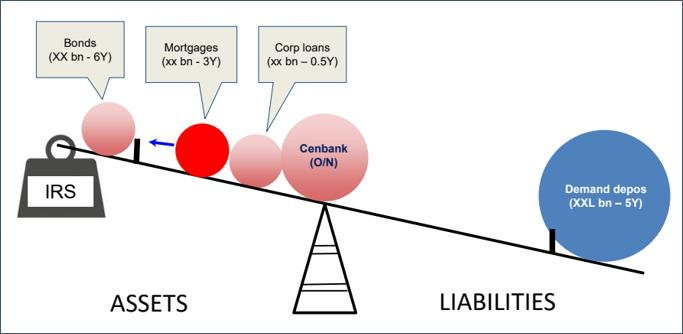 Bonds
(XX bn - 6Y)
Mortgages
(xx bn - 3Y)
Corp loans
(xx bn – 0.5Y)
Cenbank
(O/N)
IRS
Demand depos
(XXL bn – 5Y)
ASSETS
LIABILITIES